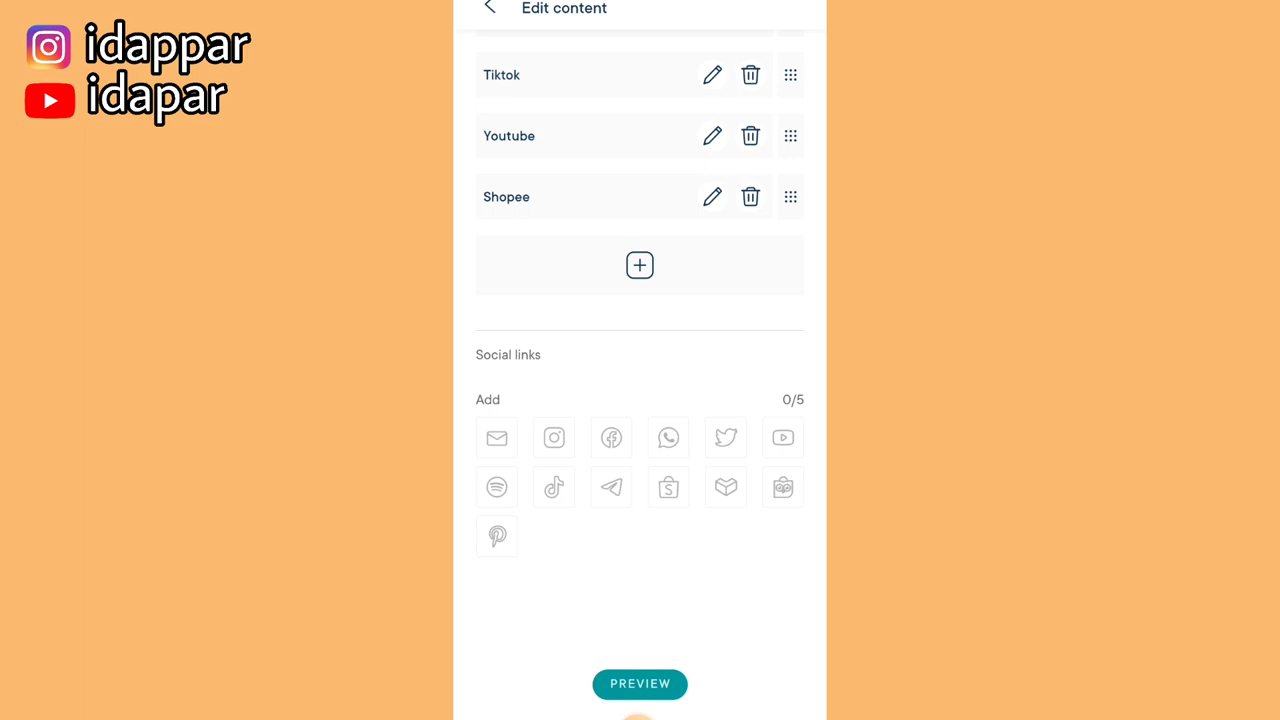 idappar
idapar
Edit content
Tiktok
Youtube
Shopee
Social links
Add 0/5
PREVIEW